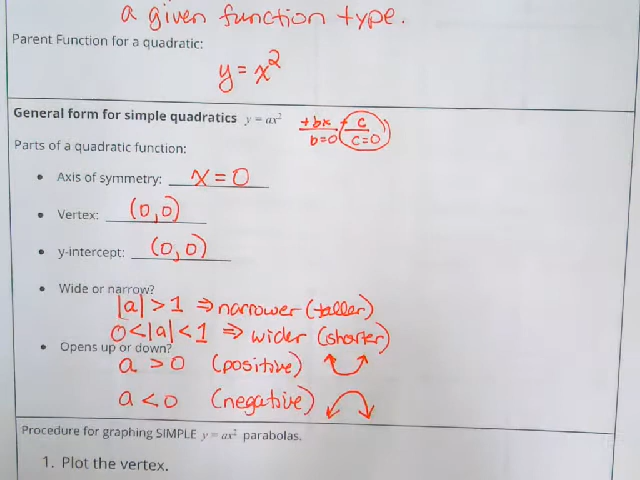 a given function type.
Parent Function for a quadratic:
y = x²
General form for simple quadratics y = ax² + bx + c
b=0 c=0
Parts of a quadratic function:
• Axis of symmetry: x = 0
• Vertex: (0,0)
• y-intercept: (0,0)
• Wide or narrow?
|a| > 1 ⇒ narrower (taller)
0 < |a| < 1 ⇒ wider (shorter)
• Opens up or down?
a > 0 (positive)
a < 0 (negative)
Procedure for graphing SIMPLE y = ax² parabolas.
1. Plot the vertex.